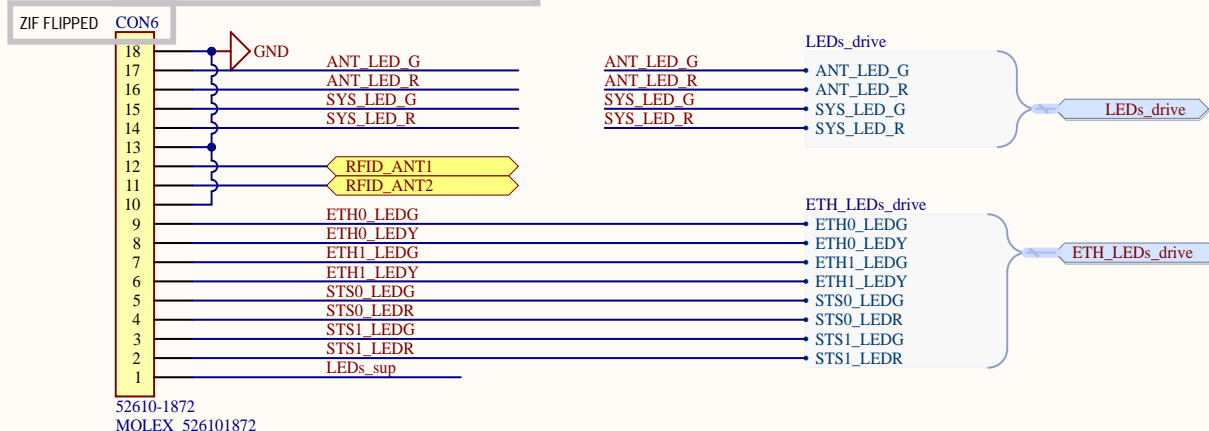 ZIF FLIPPED CON6
18 GND LEDs_drive
17 ANT_LED_G ANT_LED_G ANT_LED_G
16 ANT_LED_R ANT_LED_R ANT_LED_R
15 SYS_LED_G SYS_LED_G SYS_LED_G LEDs_drive
14 SYS_LED_R SYS_LED_R SYS_LED_R
13
12 RFID_ANT1
11 RFID_ANT2
10 ETH_LEDs_drive
9 ETH0_LEDG ETH0_LEDG
8 ETH0_LEDY ETH0_LEDY
7 ETH1_LEDG ETH1_LEDG ETH_LEDs_drive
6 ETH1_LEDY ETH1_LEDY
5 STS0_LEDG STS0_LEDG
4 STS0_LEDR STS0_LEDR
3 STS1_LEDG STS1_LEDG
2 STS1_LEDR STS1_LEDR
1 LEDs_sup
52610-1872
MOLEX_526101872